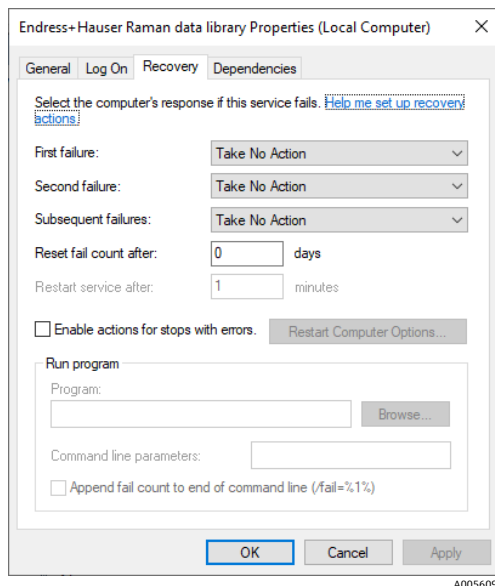 Endress+Hauser Raman data library Properties (Local Computer)
General Log On Recovery Dependencies
Select the computer's response if this service fails. Help me set up recovery
actions.
First failure: Take No Action
Second failure: Take No Action
Subsequent failures: Take No Action
Reset fail count after: 0 days
Restart service after: 1 minutes
Enable actions for stops with errors. Restart Computer Options...
Run program
Program:
Browse...
Command line parameters:
Append fail count to end of command line (/fail=%1%)
OK Cancel Apply
A005609